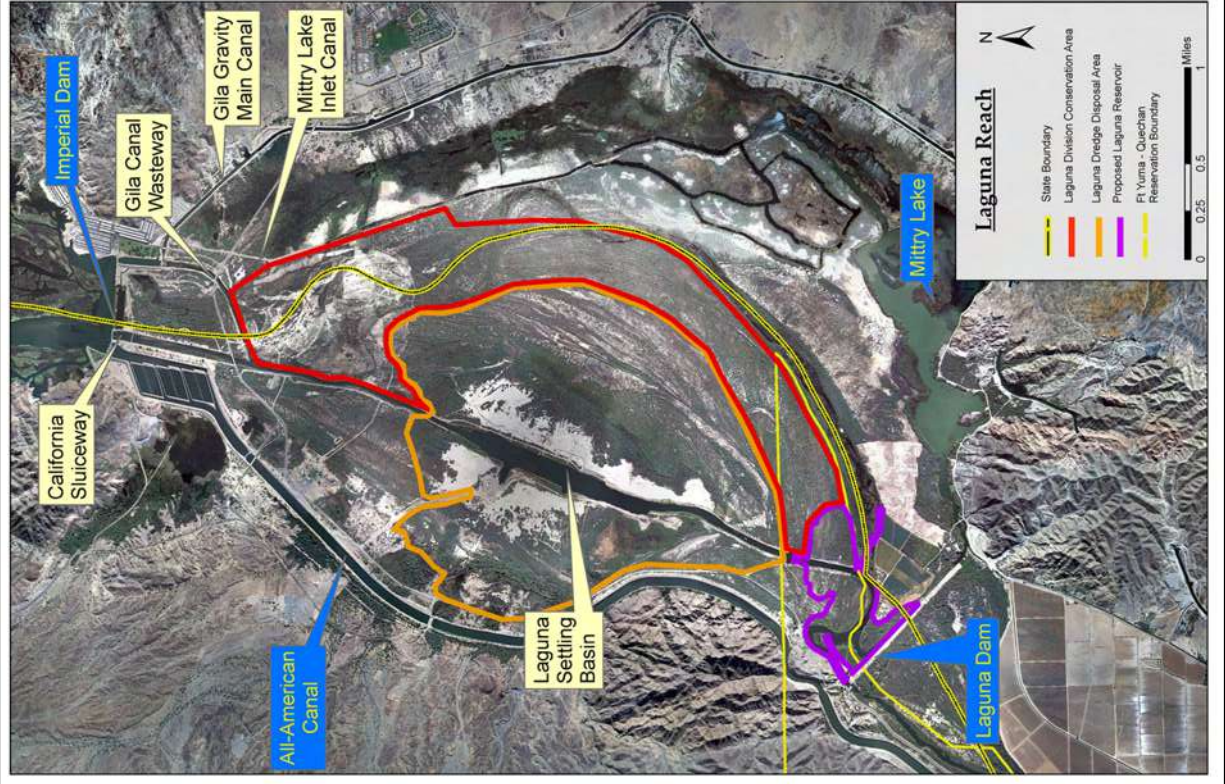 Imperial Dam
Gila Canal
Wasteway
Gila Gravity
Main Canal
Mittry Lake
Inlet Canal
California
Sluiceway
All-American
Canal
Laguna
Settling
Basin
Mittry Lake
Laguna Dam
Laguna Reach
N
State Boundary
Laguna Division Conservation Area
Laguna Dredge Disposal Area
Proposed Laguna Reservoir
Ft Yuma - Quechan
Reservation Boundary
Miles
0 0.25 0.5 1